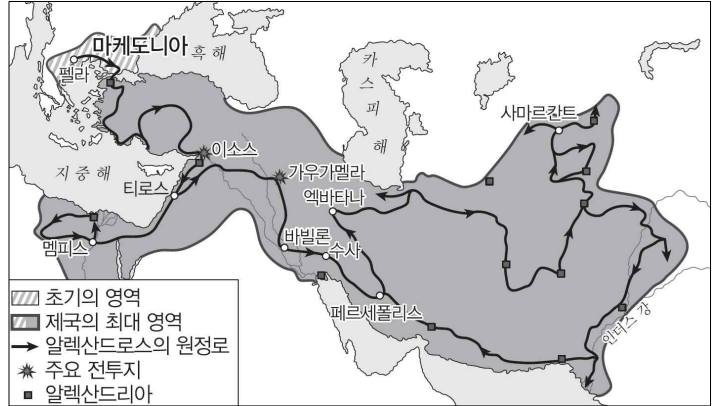 마케도니아
흑해
펠라
카스피해
사마르칸트
이소스
지중해
가우가멜라
티로스
엑바타나
멤피스
바빌론
수사
페르세폴리스
인더스 강
초기의 영역
제국의 최대 영역
알렉산드로스의 원정로
주요 전투지
알렉산드리아